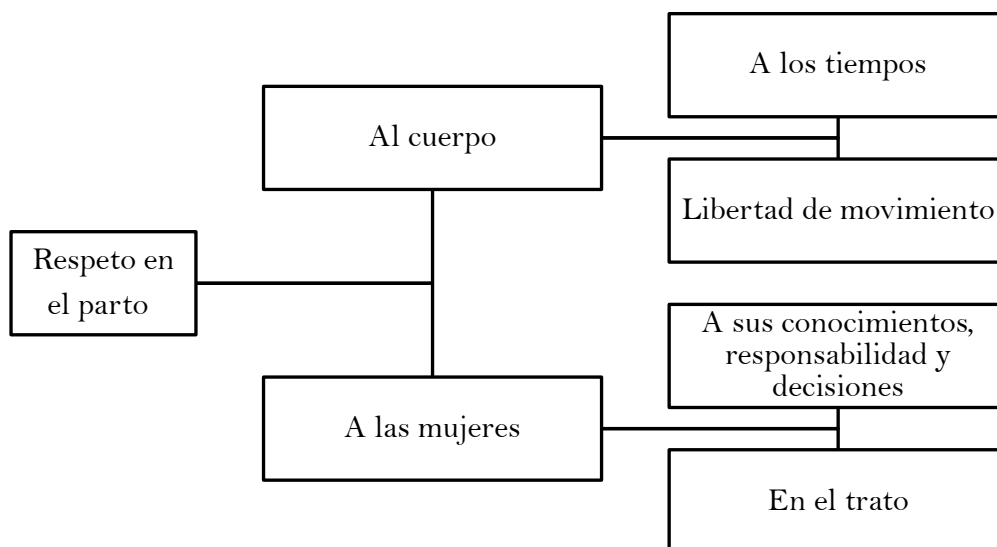 Respeto en
el parto
Al cuerpo
A los tiempos
Libertad de movimiento
A las mujeres
A sus conocimientos,
responsabilidad y
decisiones
En el trato